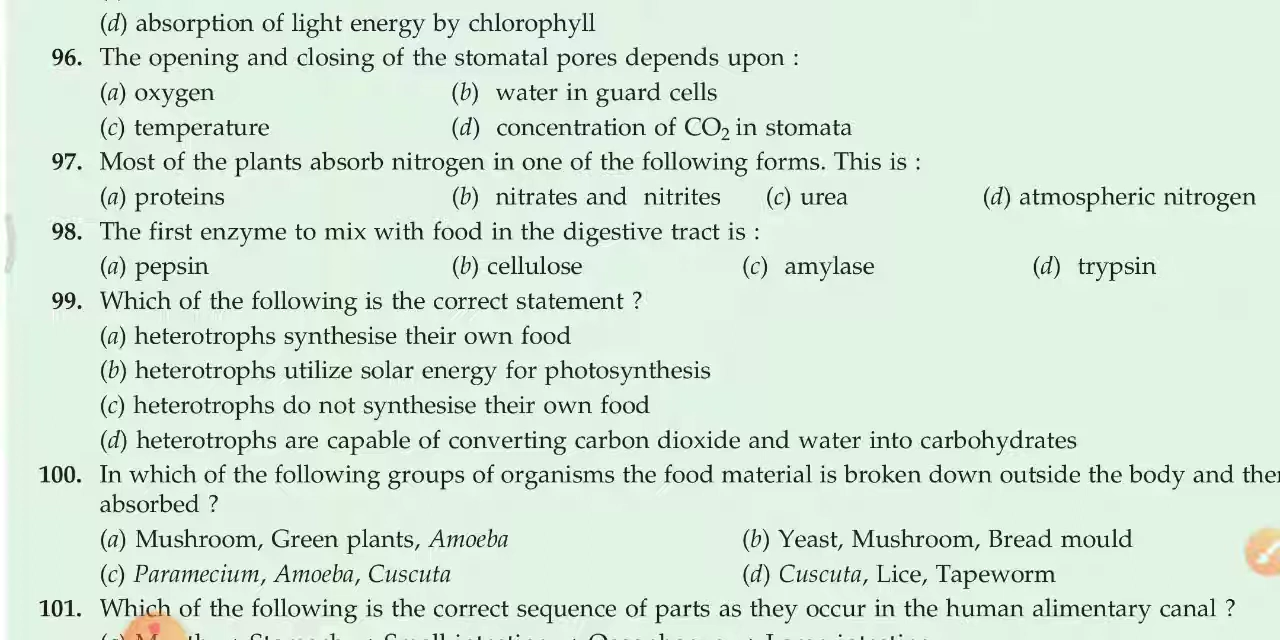 (d) absorption of light energy by chlorophyll
96. The opening and closing of the stomatal pores depends upon :
(a) oxygen (b) water in guard cells
(c) temperature (d) concentration of CO₂ in stomata
97. Most of the plants absorb nitrogen in one of the following forms. This is :
(a) proteins (b) nitrates and nitrites (c) urea (d) atmospheric nitrogen
98. The first enzyme to mix with food in the digestive tract is :
(a) pepsin (b) cellulose (c) amylase (d) trypsin
99. Which of the following is the correct statement ?
(a) heterotrophs synthesise their own food
(b) heterotrophs utilize solar energy for photosynthesis
(c) heterotrophs do not synthesise their own food
(d) heterotrophs are capable of converting carbon dioxide and water into carbohydrates
100. In which of the following groups of organisms the food material is broken down outside the body and
absorbed ?
(a) Mushroom, Green plants, Amoeba (b) Yeast, Mushroom, Bread mould
(c) Paramecium, Amoeba, Cuscuta (d) Cuscuta, Lice, Tapeworm
101. Which of the following is the correct sequence of parts as they occur in the human alimentary canal ?